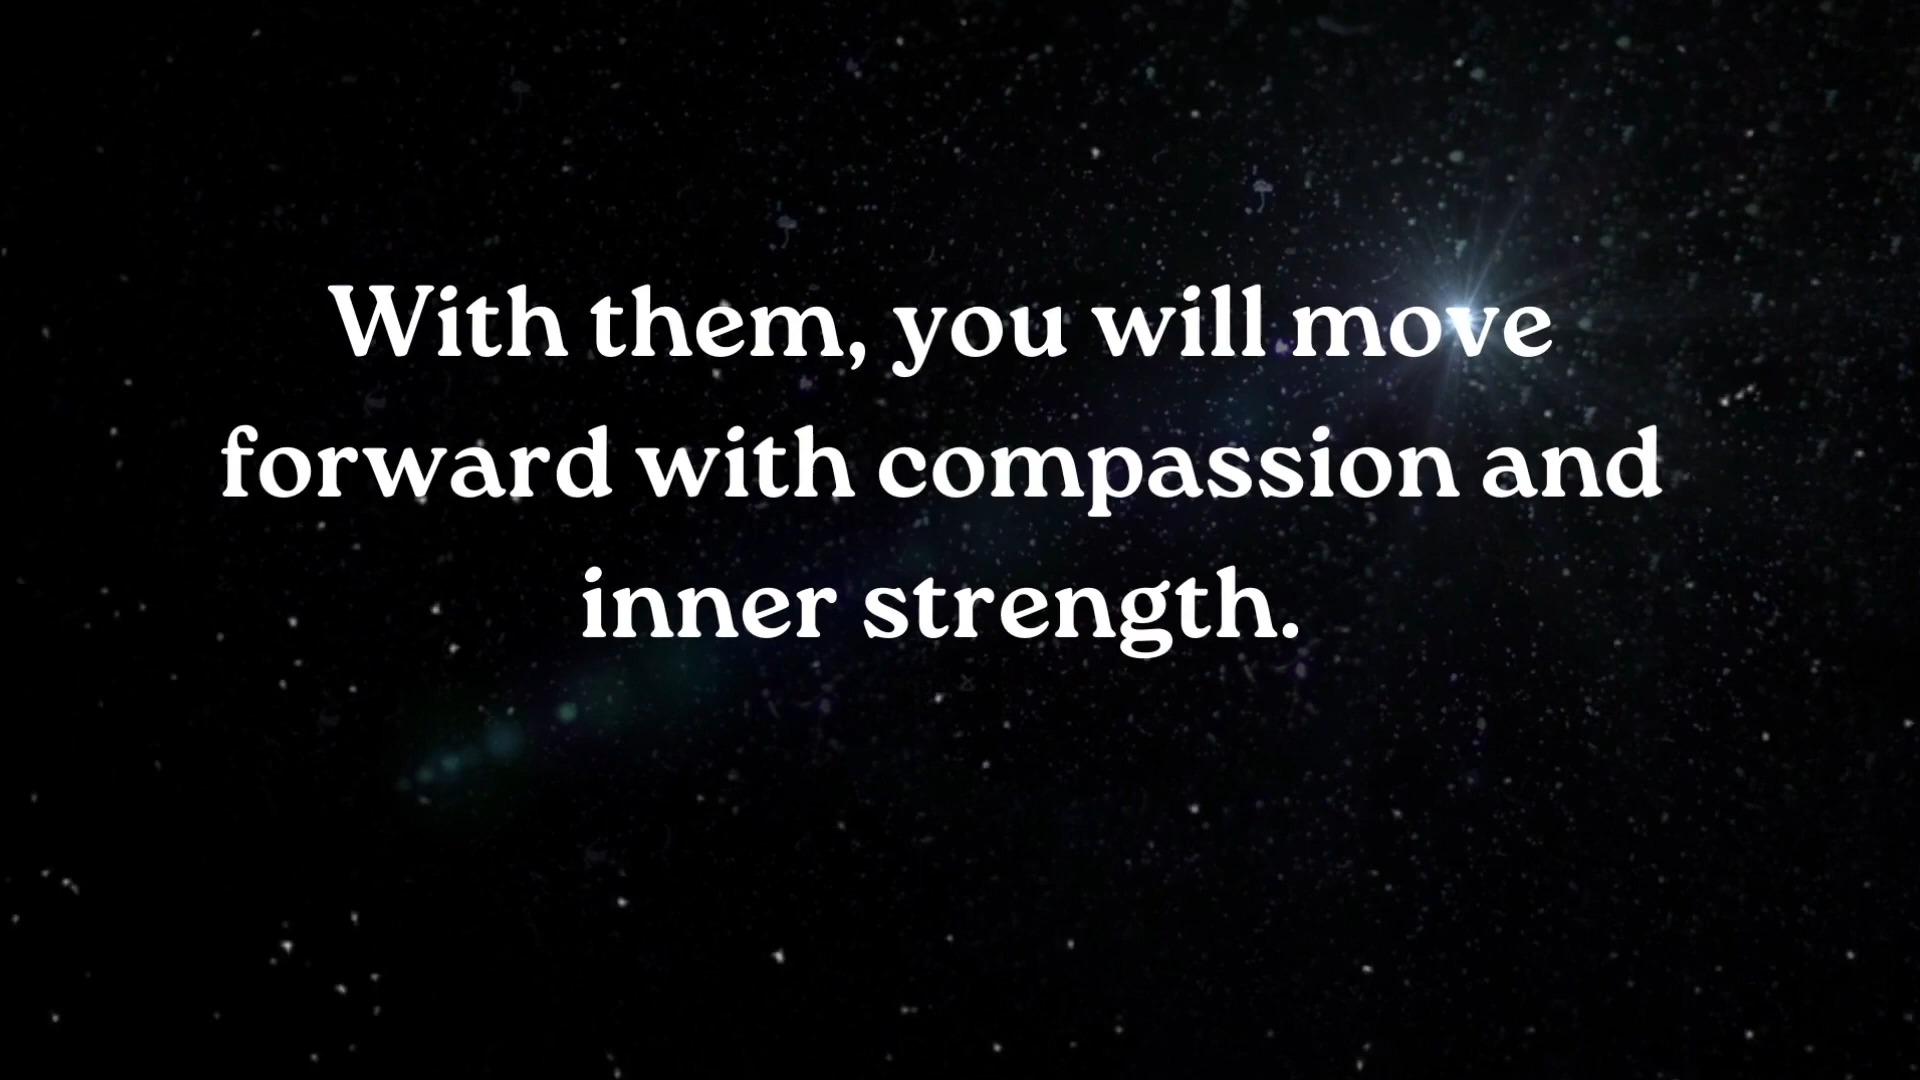 With them, you will move
forward with compassion and
inner strength.